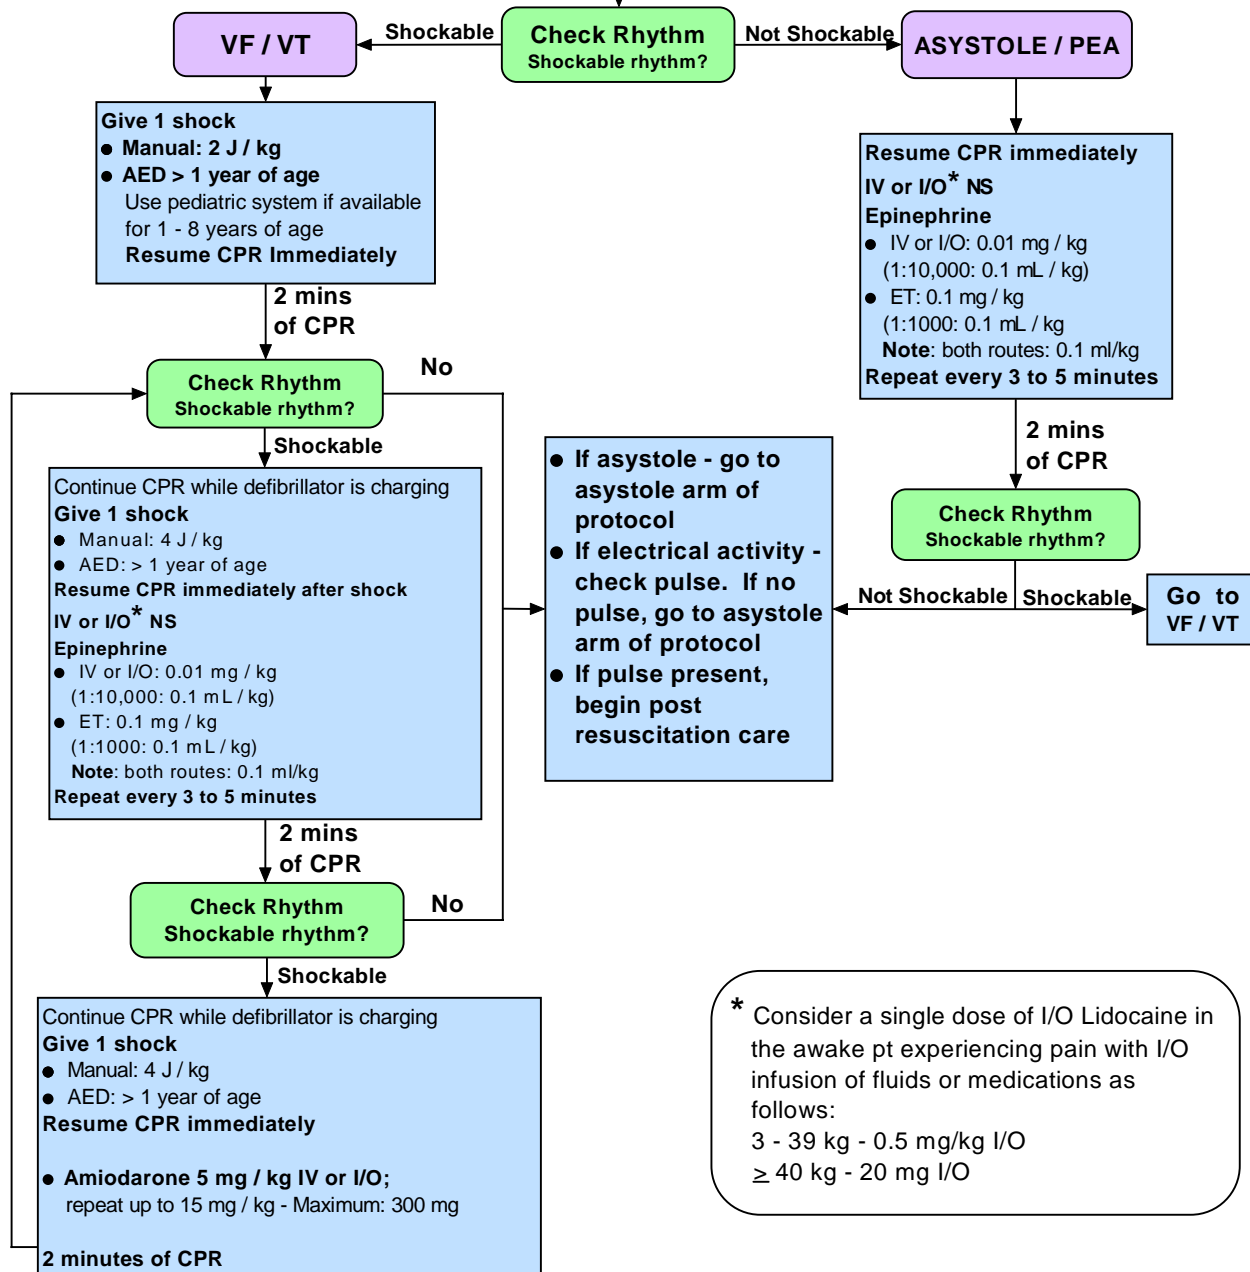 Check Rhythm
Shockable rhythm?
Shockable
Not Shockable
VF / VT
ASYSTOLE / PEA
Give 1 shock
● Manual: 2 J / kg
● AED > 1 year of age
Use pediatric system if available
for 1 - 8 years of age
Resume CPR Immediately
2 mins
of CPR
Check Rhythm
Shockable rhythm?
No
Shockable
Continue CPR while defibrillator is charging
Give 1 shock
● Manual: 4 J / kg
● AED: > 1 year of age
Resume CPR immediately after shock
IV or I/O* NS
Epinephrine
● IV or I/O: 0.01 mg / kg
(1:10,000: 0.1 mL / kg)
● ET: 0.1 mg / kg
(1:1000: 0.1 mL / kg)
Note: both routes: 0.1 ml/kg
Repeat every 3 to 5 minutes
2 mins
of CPR
Check Rhythm
Shockable rhythm?
No
Shockable
Continue CPR while defibrillator is charging
Give 1 shock
● Manual: 4 J / kg
● AED: > 1 year of age
Resume CPR immediately
● Amiodarone 5 mg / kg IV or I/O;
repeat up to 15 mg / kg - Maximum: 300 mg
2 minutes of CPR
● If asystole - go to
asystole arm of
protocol
● If electrical activity -
check pulse. If no
pulse, go to asystole
arm of protocol
● If pulse present,
begin post
resuscitation care
Resume CPR immediately
IV or I/O* NS
Epinephrine
● IV or I/O: 0.01 mg / kg
(1:10,000: 0.1 mL / kg)
● ET: 0.1 mg / kg
(1:1000: 0.1 mL / kg
Note: both routes: 0.1 ml/kg
Repeat every 3 to 5 minutes
2 mins
of CPR
Check Rhythm
Shockable rhythm?
Not Shockable
Shockable
Go to
VF / VT
* Consider a single dose of I/O Lidocaine in
the awake pt experiencing pain with I/O
infusion of fluids or medications as
follows:
3 - 39 kg - 0.5 mg/kg I/O
≥ 40 kg - 20 mg I/O